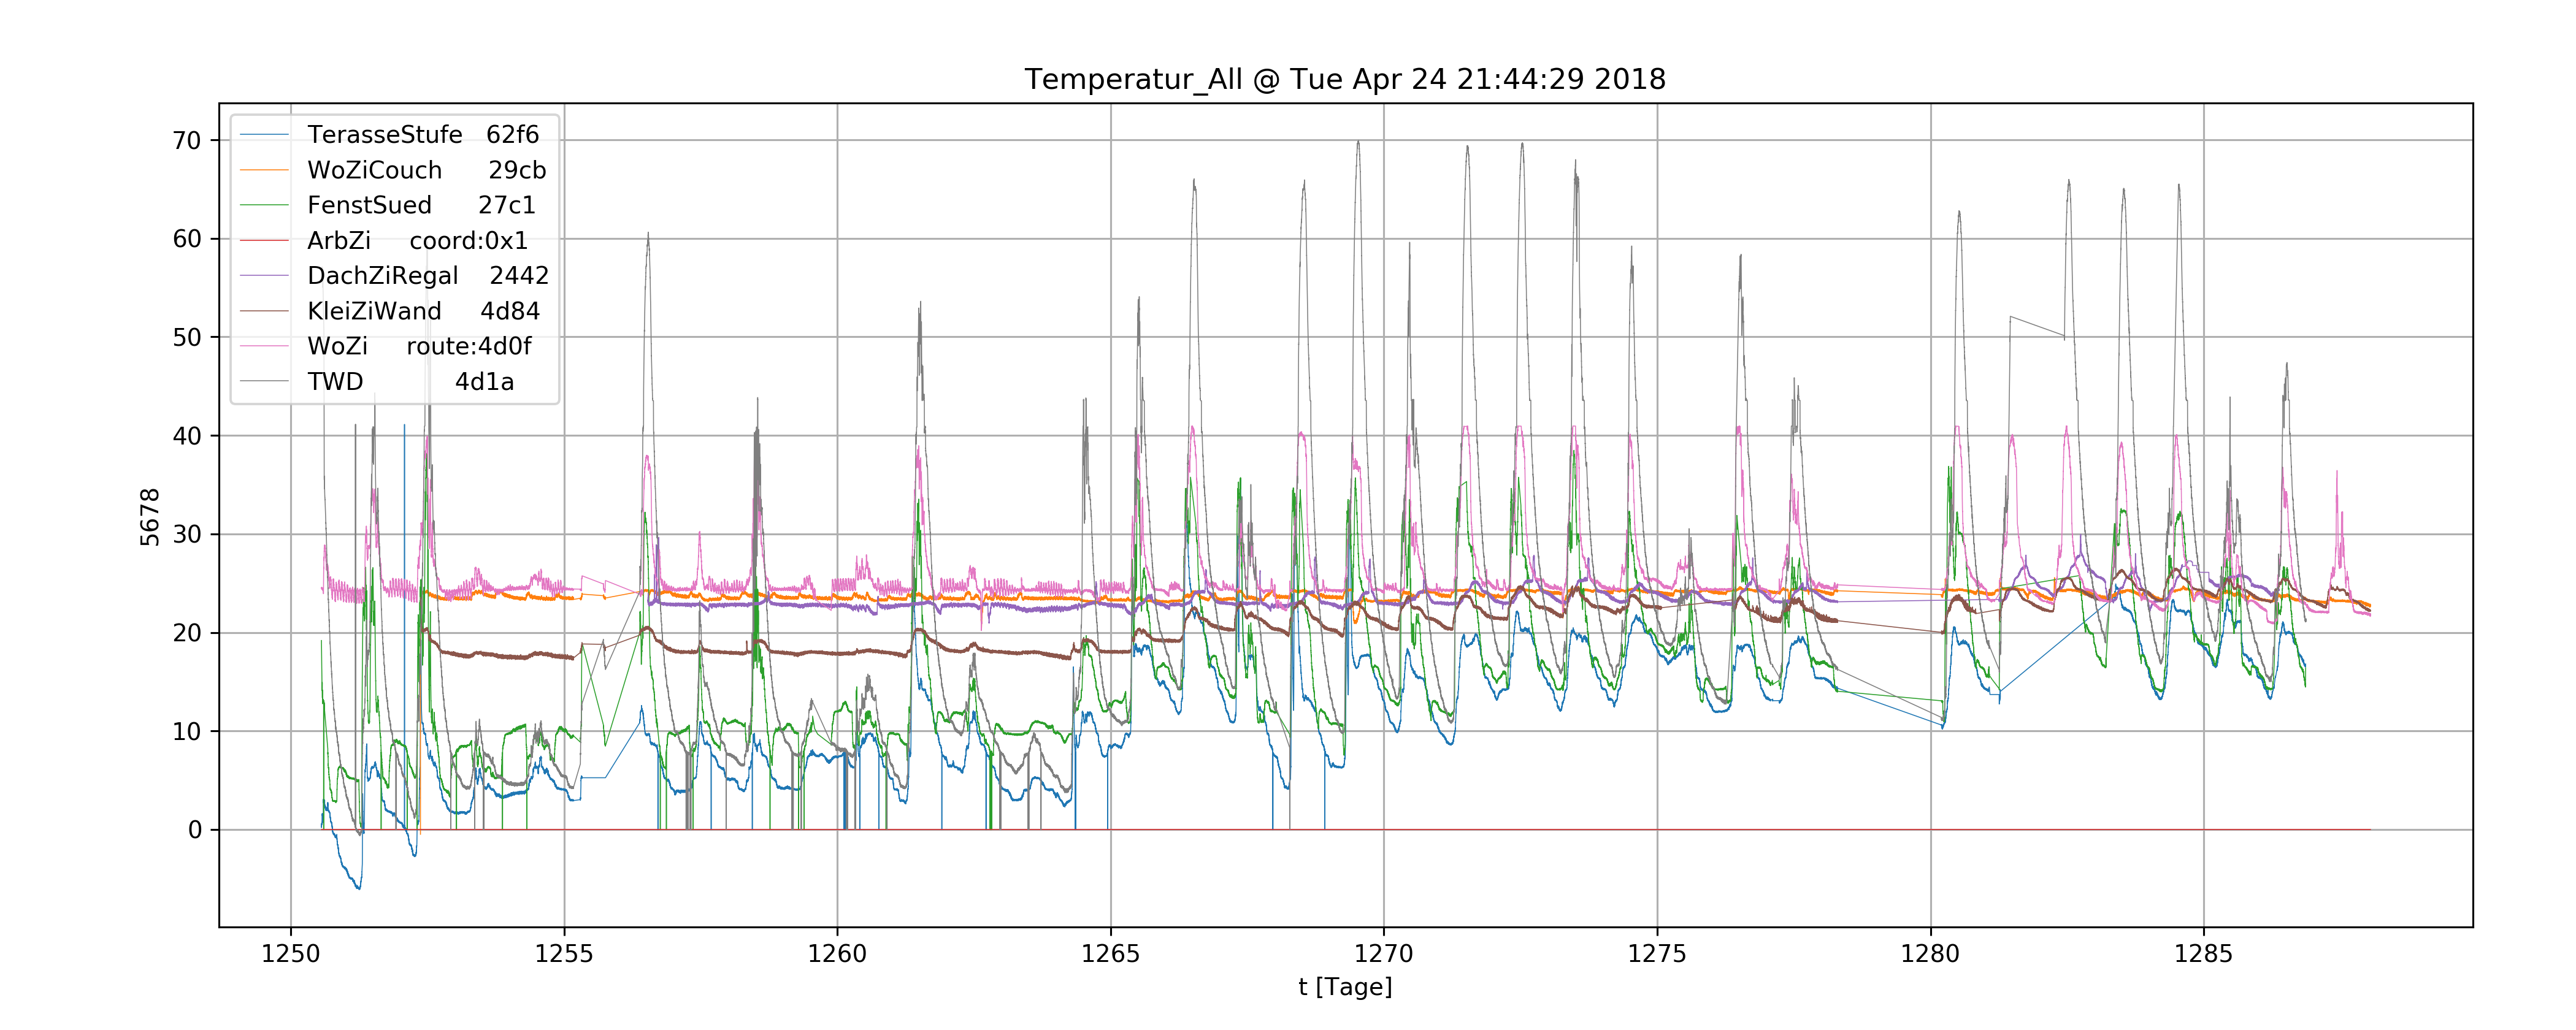 Temperatur_All @ Tue Apr 24 21:44:29 2018
70
60
50
40
30
20
10
0
5678
TerasseStufe 62f6
WoZiCouch 29cb
FenstSued 27c1
ArbZi coord:0x1
DachZiRegal 2442
KleiZiWand 4d84
WoZi route:4d0f
TWD 4d1a
1250 1255 1260 1265 1270 1275 1280 1285
t [Tage]